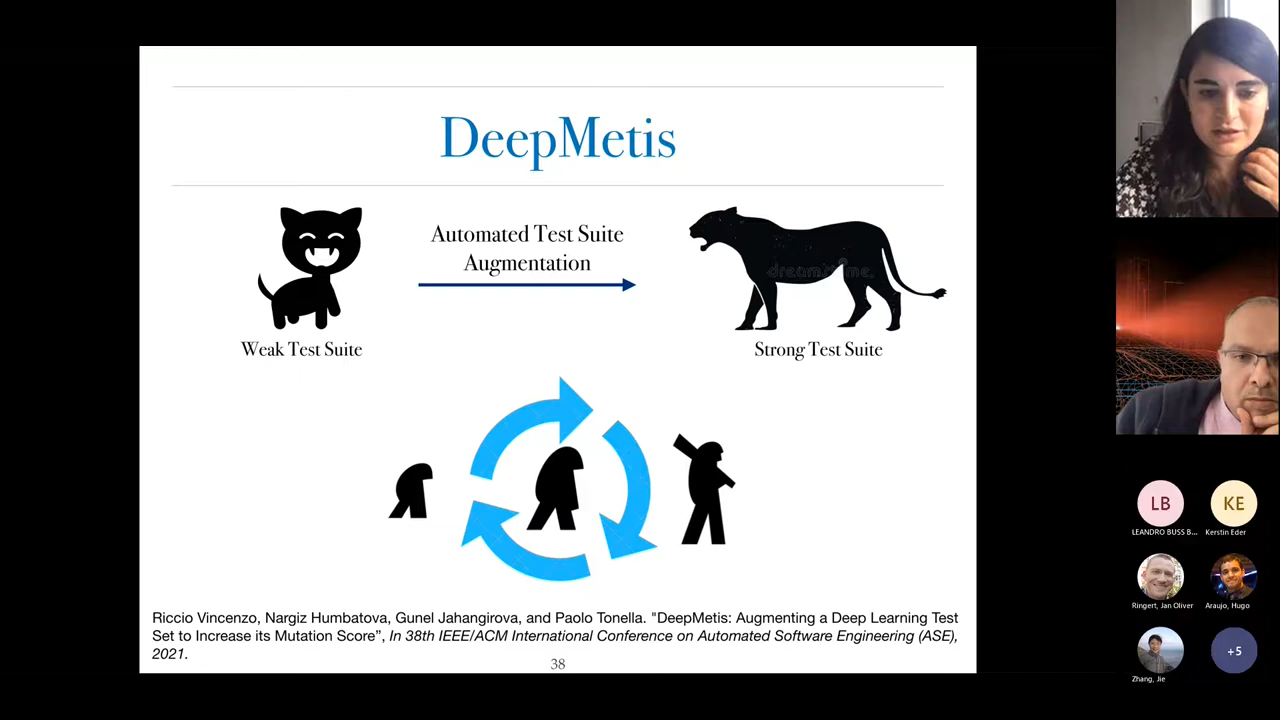 DeepMetis
Automated Test Suite
Augmentation
dreamstime.
Weak Test Suite
Strong Test Suite
Riccio Vincenzo, Nargiz Humbatova, Gunel Jahangirova, and Paolo Tonella. "DeepMetis: Augmenting a Deep Learning Test
Set to Increase its Mutation Score”, In 38th IEEE/ACM International Conference on Automated Software Engineering (ASE),
2021.
38
LB
KE
LEANDRO BUSS B...
Kerstin Eder
Ringert, Jan Oliver
Araujo, Hugo
Zhang, Jie
+5